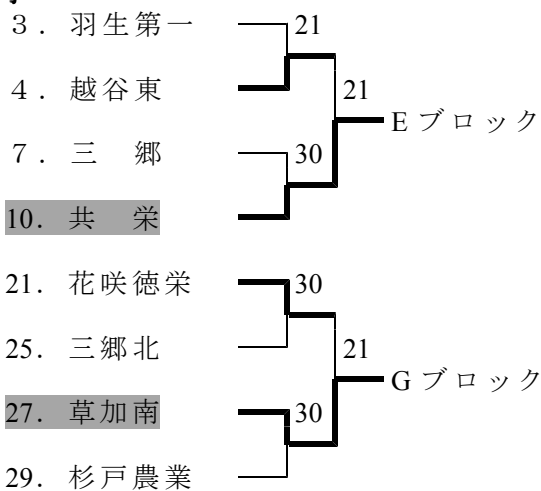 ３．羽生第一 21
４．越谷東 21
Eブロック
７．三　郷 30
10．共　栄
21．花咲徳栄 30
25．三郷北 21
Gブロック
27．草加南 30
29．杉戸農業